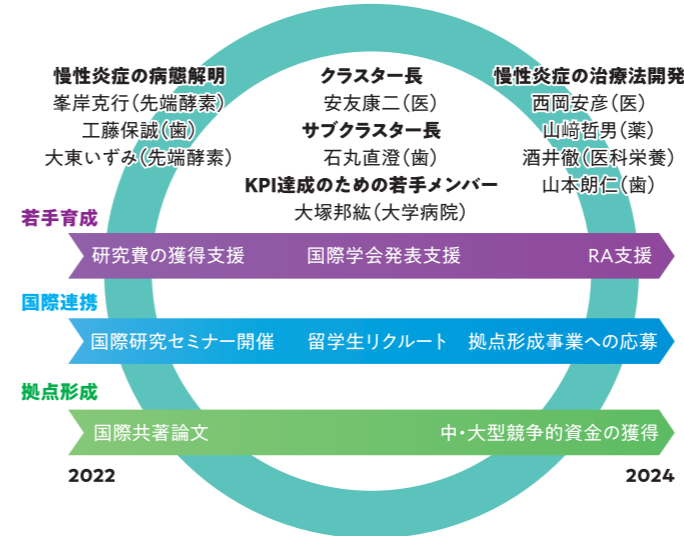 慢性炎症の病態解明
峯岸克行(先端酵素)
工藤保誠(歯)
大東いずみ(先端酵素)
クラスター長
安友康二(医)
サブクラスター長
石丸直澄(歯)
KPI達成のための若手メンバー
大塚邦紘(大学病院)
慢性炎症の治療法開発
西岡安彦(医)
山﨑哲男(薬)
酒井徹(医科栄養)
山本朗仁(歯)
若手育成
研究費の獲得支援 国際学会発表支援 RA支援
国際連携
国際研究セミナー開催 留学生リクルート 拠点形成事業への応募
拠点形成
国際共著論文 中・大型競争的資金の獲得
2022 2024